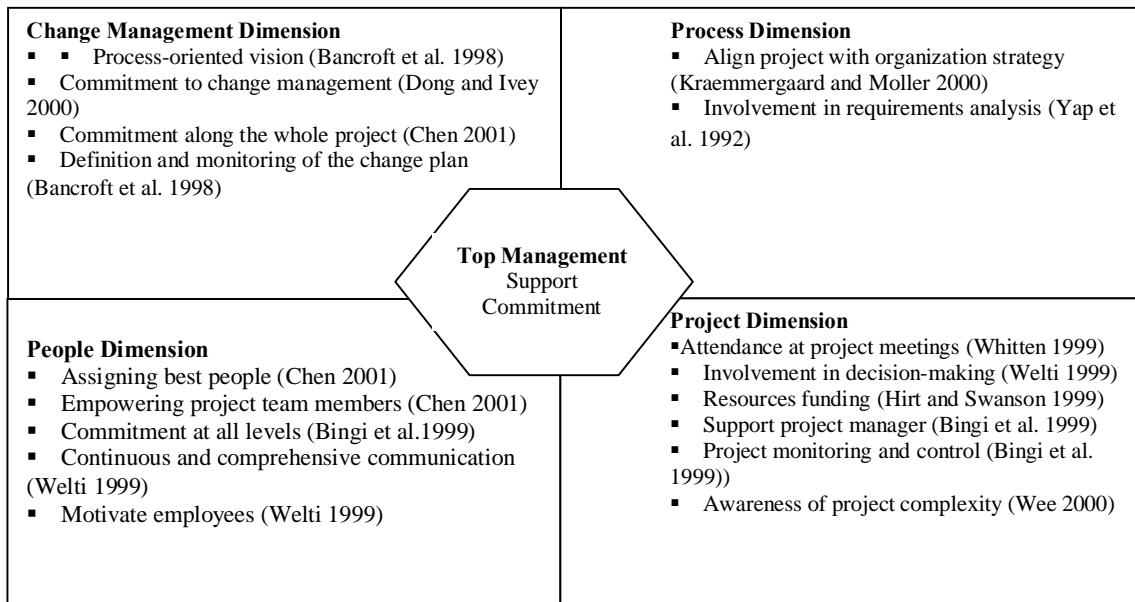 Change Management Dimension
▪ ▪ Process-oriented vision (Bancroft et al. 1998)
▪ Commitment to change management (Dong and Ivey
2000)
▪ Commitment along the whole project (Chen 2001)
▪ Definition and monitoring of the change plan
(Bancroft et al. 1998)
Process Dimension
▪ Align project with organization strategy
(Kraemmergaard and Moller 2000)
▪ Involvement in requirements analysis (Yap et
al. 1992)
Top Management
Support
Commitment
People Dimension
▪ Assigning best people (Chen 2001)
▪ Empowering project team members (Chen 2001)
▪ Commitment at all levels (Bingi et al.1999)
▪ Continuous and comprehensive communication
(Welti 1999)
▪ Motivate employees (Welti 1999)
Project Dimension
▪Attendance at project meetings (Whitten 1999)
▪ Involvement in decision-making (Welti 1999)
▪ Resources funding (Hirt and Swanson 1999)
▪ Support project manager (Bingi et al. 1999)
▪ Project monitoring and control (Bingi et al.
1999))
▪ Awareness of project complexity (Wee 2000)